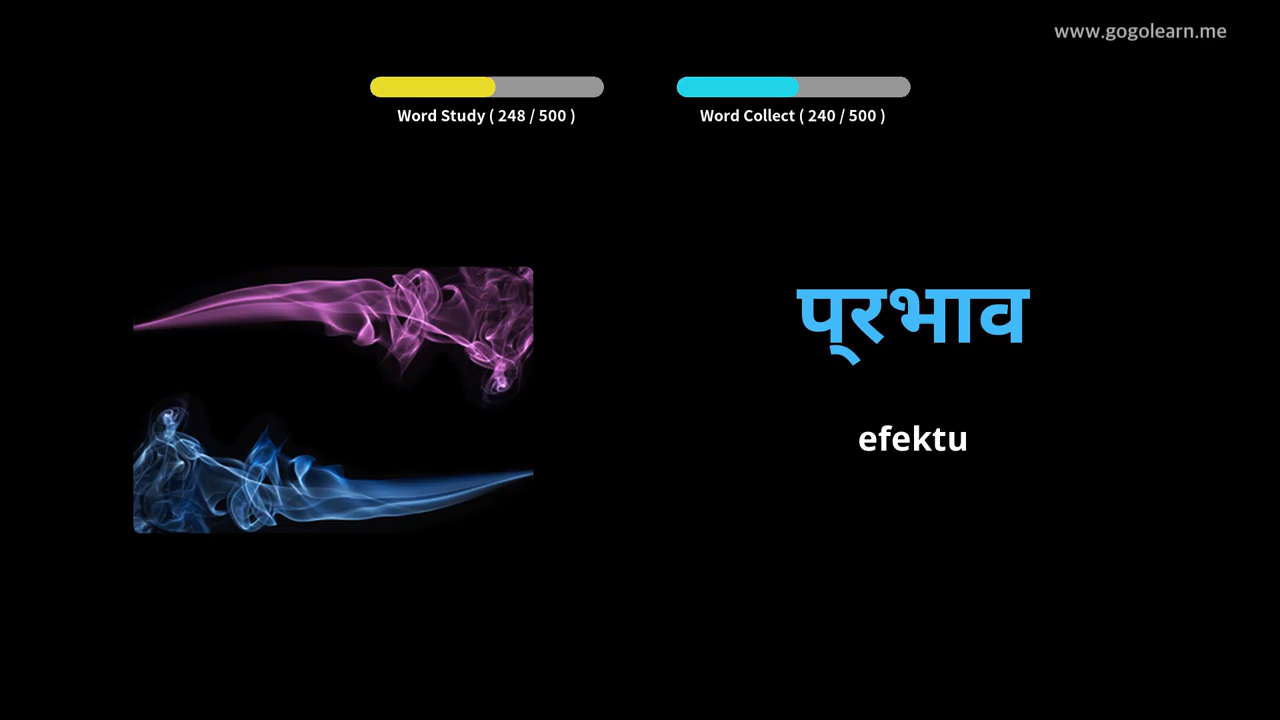 www.gogolearn.me
Word Study ( 248 / 500 )
Word Collect ( 240 / 500 )
प्‌रभाव
efektu